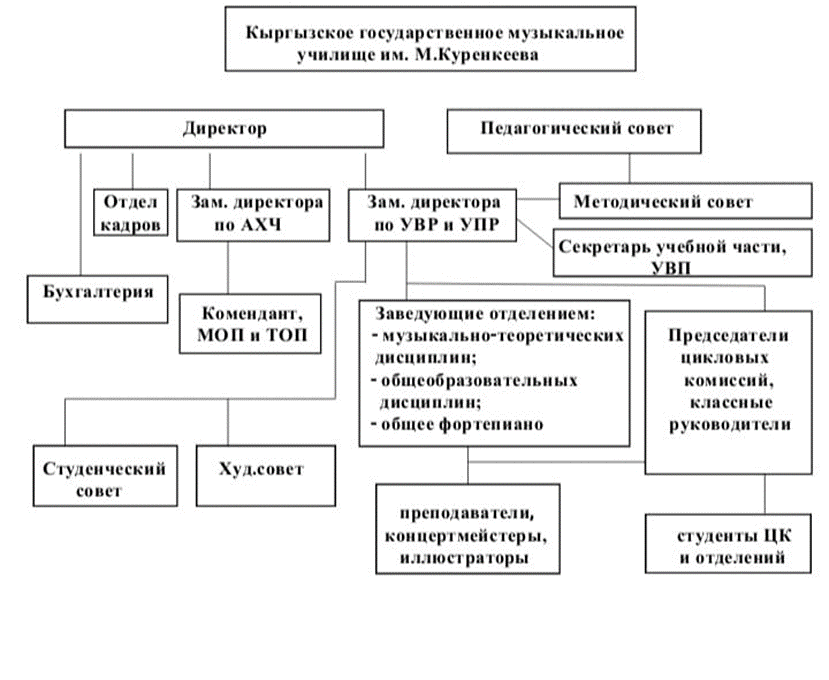 Кыргызское государственное музыкальное
училище им. М.Куренкеева
Директор
Педагогический совет
Отдел
кадров
Зам. директора
по АХЧ
Зам. директора
по УВР и УПР
Методический совет
Секретарь учебной части,
УВП
Бухгалтерия
Комендант,
МОП и ТОП
Заведующие отделением:
- музыкально-теоретических
дисциплин;
- общеобразовательных
дисциплин;
- общее фортепиано
Председатели
цикловых
комиссий,
классные
руководители
Студенческий
совет
Худ.совет
преподаватели,
концертмейстеры,
иллюстраторы
студенты ЦК
и отделений